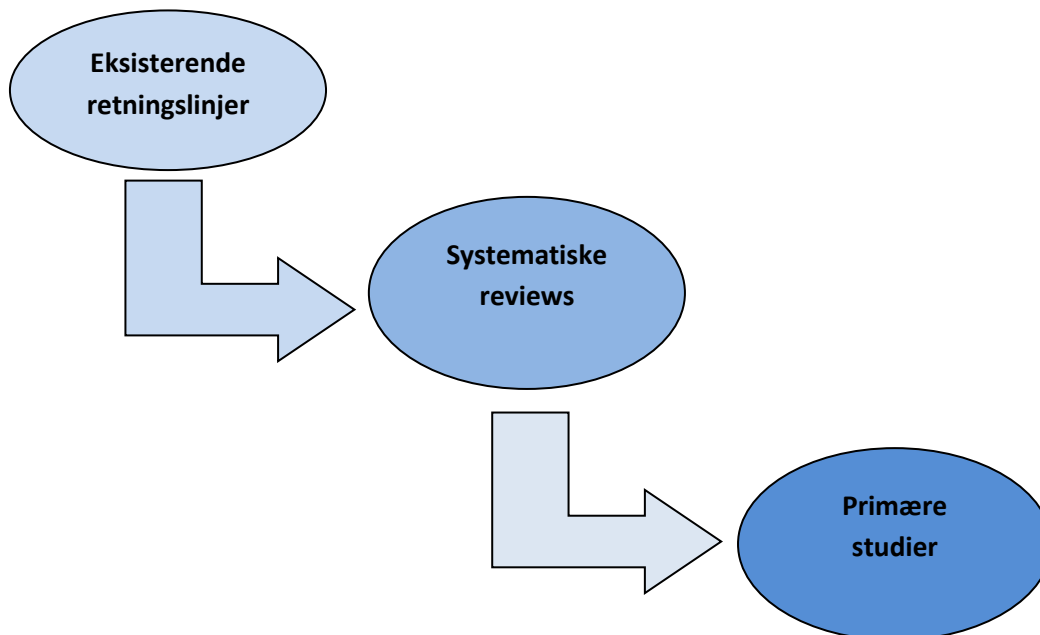 Eksisterende
retningslinjer
Systematiske
reviews
Primære
studier